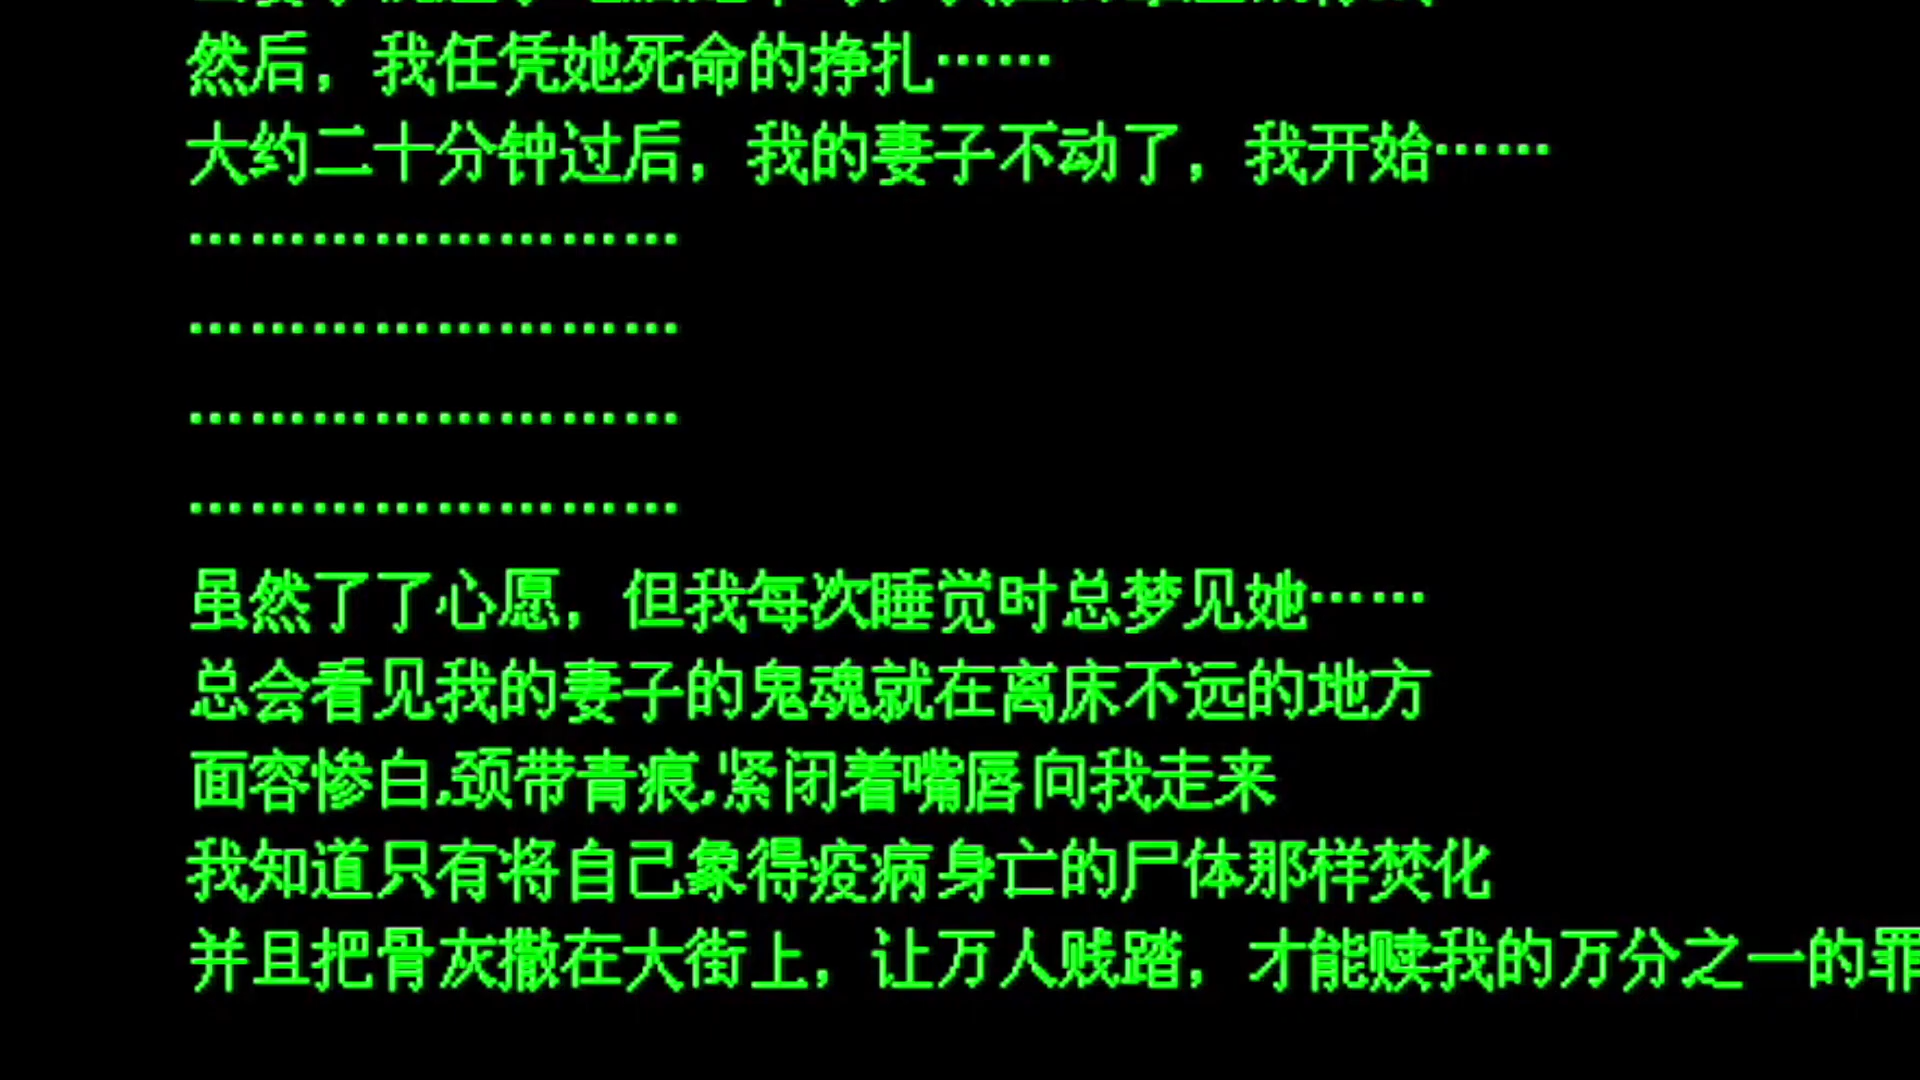 然后，我任凭她死命的挣扎……
大约二十分钟过后，我的妻子不动了，我开始……
……………………
……………………
……………………
……………………
虽然了了心愿，但我每次睡觉时总梦见她……
总会看见我的妻子的鬼魂就在离床不远的地方
面容惨白.颈带青痕.紧闭着嘴唇向我走来
我知道只有将自己象得疫病身亡的尸体那样焚化
并且把骨灰撒在大街上，让万人贱踏，才能赎我的万分之一的罪